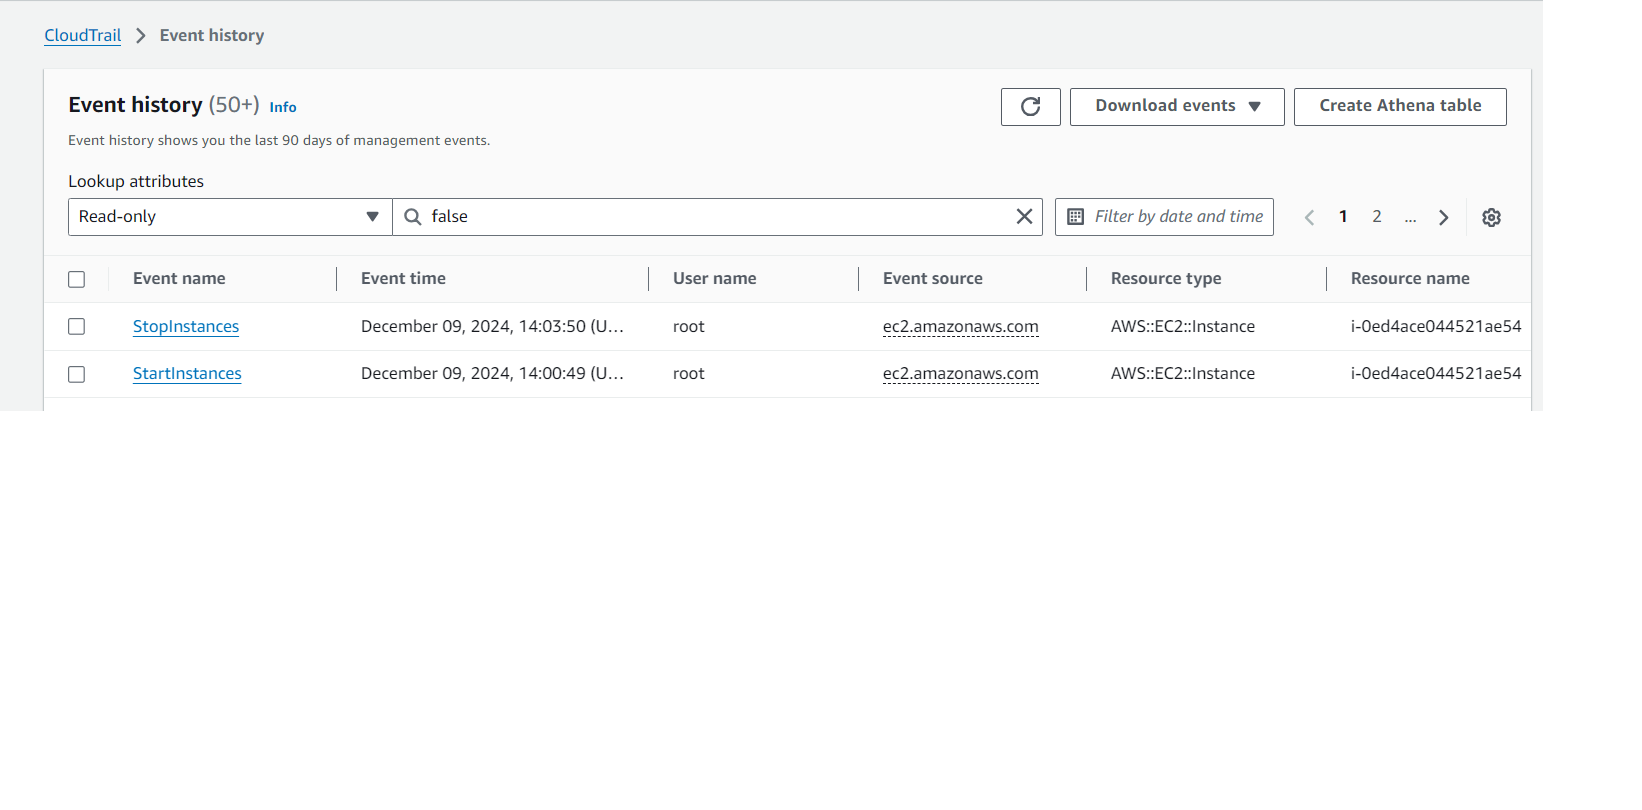 CloudTrail > Event history
Event history (50+) Info
Download events
Create Athena table
Event history shows you the last 90 days of management events.
Lookup attributes
Read-only
false
Filter by date and time
1 2 ...
Event name Event time User name Event source Resource type Resource name
StopInstances December 09, 2024, 14:03:50 (U... root ec2.amazonaws.com AWS::EC2::Instance i-0ed4ace044521ae54
StartInstances December 09, 2024, 14:00:49 (U... root ec2.amazonaws.com AWS::EC2::Instance i-0ed4ace044521ae54